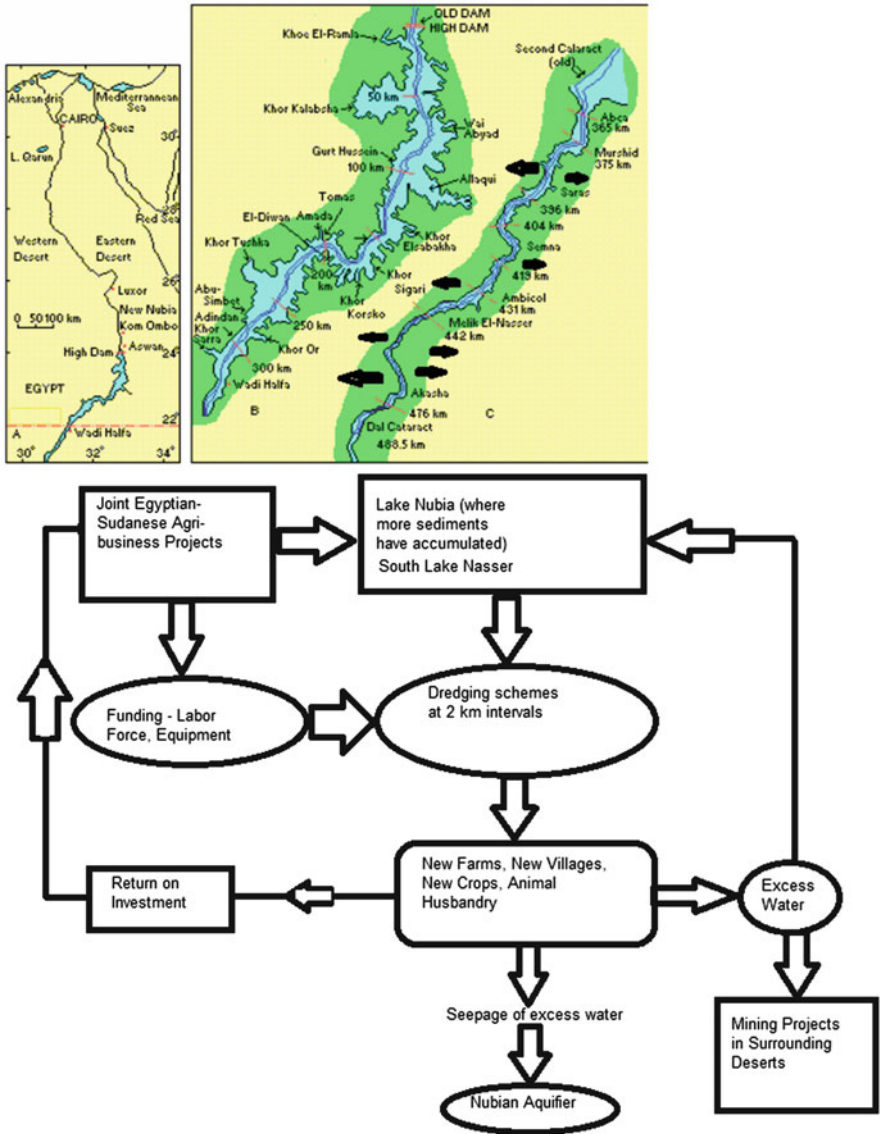 Alexandria
Mediterranean
Sea
CAIRO
Suez
30°
L. Qarun
28°
Red Sea
Western
Desert
Eastern
Desert
26°
Luxor
0 50 100 km
New Nubia
Kom Ombo
High Dam
Aswan
24°
EGYPT
22°
A
Wadi Halfa
30°
32°
34°
OLD DAM
HIGH DAM
Khoe El-Ramla
50 km
Khor Kalabsha
Wai
Abyad
Gurt Hussein
100 km
Allaqui
Tomas
El-Diwan
Amada
Khor Tushka
Khor
Elsabakha
200
km
Khor
Sigari
Khor
Korsko
Abu-
Simbet
Adindan
Khor
Sarra
250 km
Khor Or
300 km
Wadi Halfa
B
Second Cataract
(old)
Abca
365 km
Murshid
375 km
Saras
396 km
404 km
Semna
419 km
Ambicol
431 km
Melik El-Nasser
442 km
Akasha
476 km
Dal Cataract
488.5 km
C
Joint Egyptian-
Sudanese Agri-
business Projects
Lake Nubia (where
more sediments
have accumulated)
South Lake Nasser
Funding - Labor
Force, Equipment
Dredging schemes
at 2 km intervals
Return on
Investment
New Farms, New Villages,
New Crops, Animal
Husbandry
Excess
Water
Seepage of excess water
Mining Projects
in Surrounding
Deserts
Nubian Aquifier